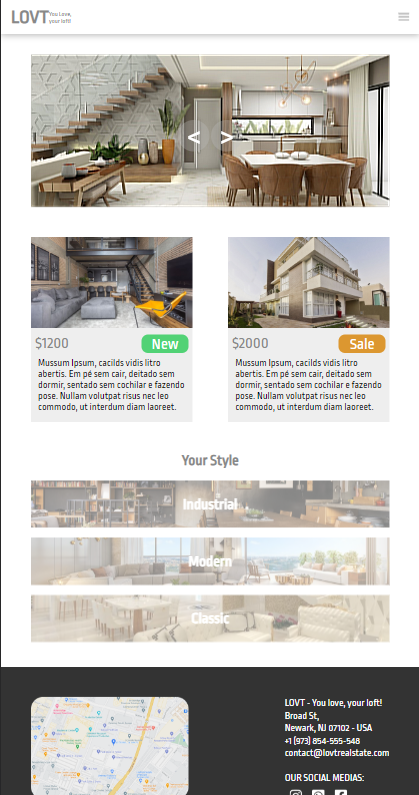 LOVT You Love,
your loft!
< >
$1200 New
Mussum Ipsum, cacilds vidis litro
abertis. Em pé sem cair, deitado sem
dormir, sentado sem cochilar e fazendo
pose. Nullam volutpat risus nec leo
commodo, ut interdum diam laoreet.
$2000 Sale
Mussum Ipsum, cacilds vidis litro
abertis. Em pé sem cair, deitado sem
dormir, sentado sem cochilar e fazendo
pose. Nullam volutpat risus nec leo
commodo, ut interdum diam laoreet.
Your Style
Industrial
Modern
Classic
LOVT - You love, your loft!
Broad St,
Newark, NJ 07102 - USA
+1 (973) 854-555-548
contact@lovtrealstate.com
OUR SOCIAL MEDIAS: